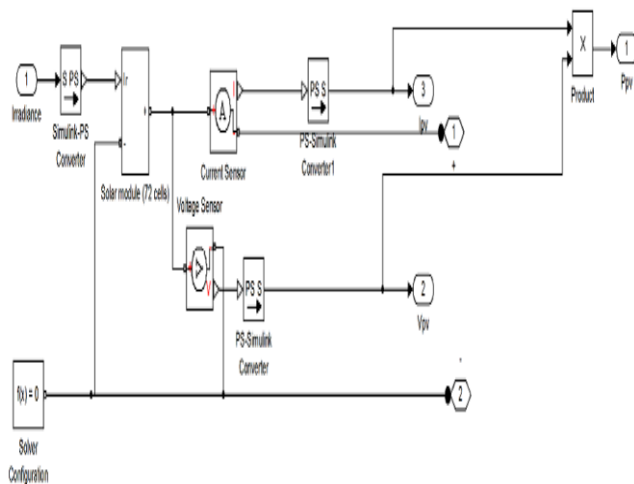 1
Irradiance
S PS
Simulink-PS
Converter
Ir
+
-
Solar module (72 cells)
A
I
Current Sensor
PS S
PS-Simulink
Converter1
3
Ipv
1
+
X
Product
1
Ppv
Voltage Sensor
V
V
PS S
PS-Simulink
Converter
2
Vpv
-
2
f(x) = 0
Solver
Configuration